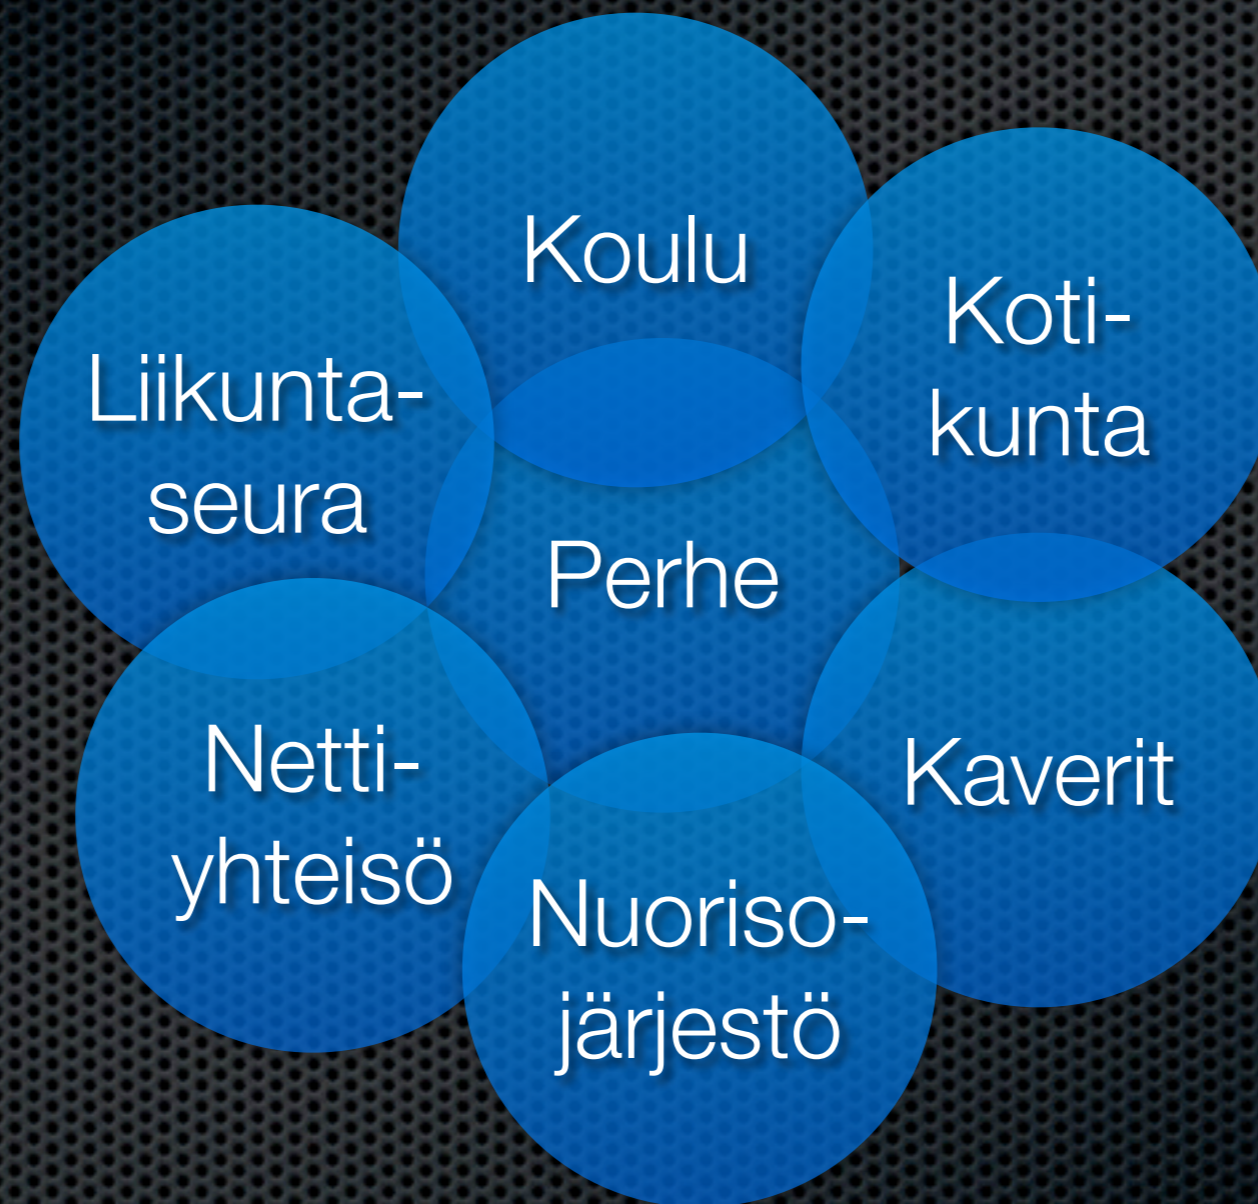 Koulu
Koti-
kunta
Liikunta-
seura
Perhe
Netti-
yhteisö
Kaverit
Nuoriso-
järjestö